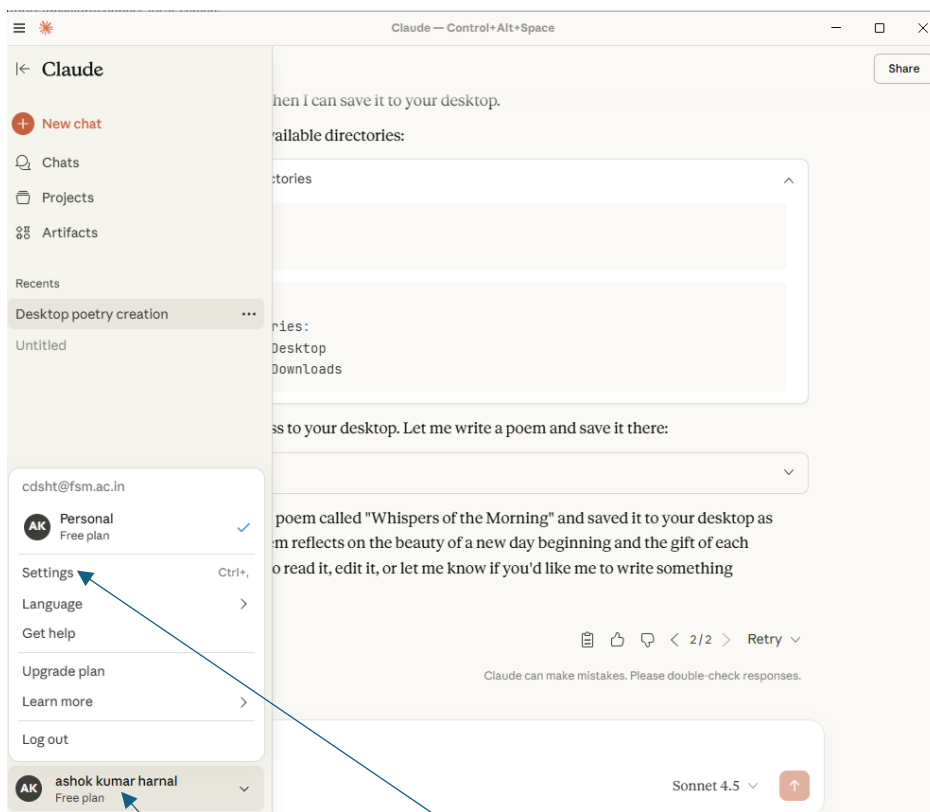 Claude — Control+Alt+Space
Claude
Share
New chat
Chats
Projects
Artifacts
Recents
Desktop poetry creation
Untitled
hen I can save it to your desktop.
ailable directories:
ctories
ries:
Desktop
Downloads
ss to your desktop. Let me write a poem and save it there:
poem called "Whispers of the Morning" and saved it to your desktop as
m reflects on the beauty of a new day beginning and the gift of each
o read it, edit it, or let me know if you'd like me to write something
2/2
Retry
Claude can make mistakes. Please double-check responses.
Sonnet 4.5
cdsht@fsm.ac.in
AK
Personal
Free plan
Settings Ctrl+,
Language
Get help
Upgrade plan
Learn more
Log out
AK
ashok kumar harnal
Free plan